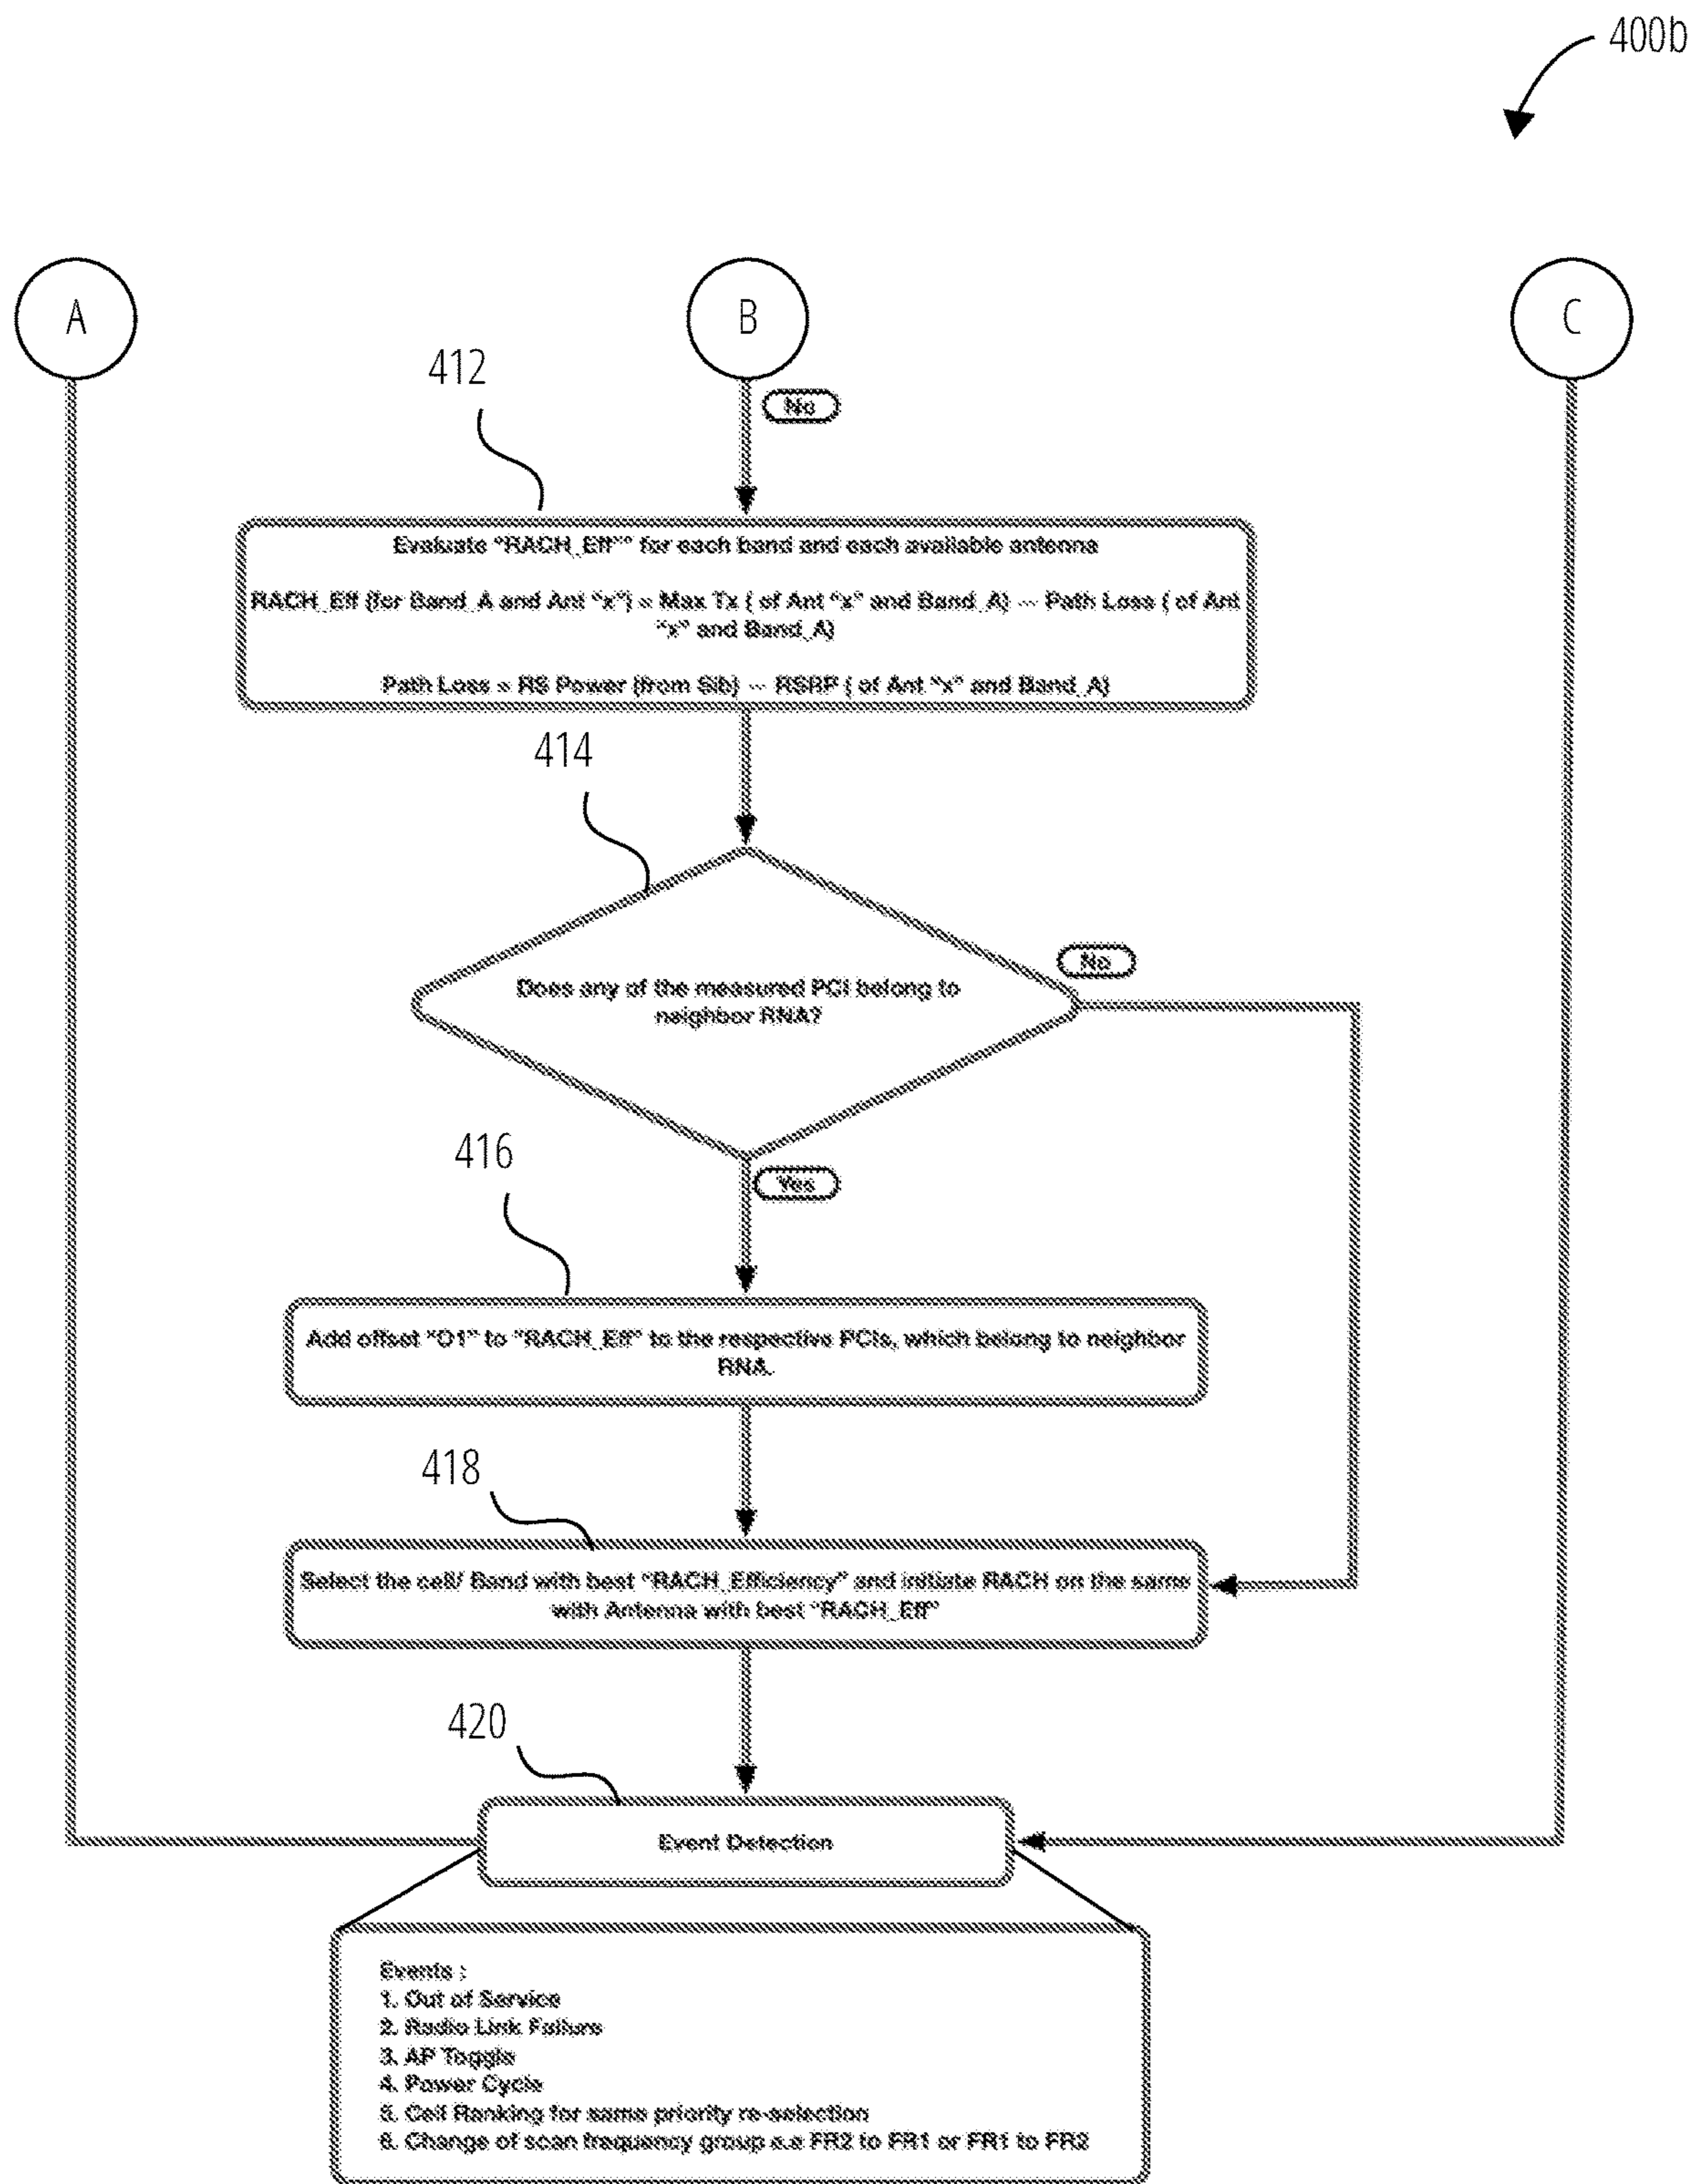 400b
A
B
C
412
No
Evaluate "RACH_Eff"" for each band and each available antenna
RACH_Eff (for Band_A and Ant "x") = Max Tx ( of Ant "x" and Band_A) – Path Loss ( of Ant
"x" and Band_A)
Path Loss = RS Power (from Sib) – RSRP ( of Ant "x" and Band_A)
414
No
Does any of the measured PCI belong to
neighbor RNA?
416
Yes
Add offset "O1" to "RACH_Eff" to the respective PCIs, which belong to neighbor
RNA.
418
Select the cell/ Band with best "RACH_Efficiency" and initiate RACH on the same
with Antenna with best "RACH_Eff"
420
Event Detection
Events :
1. Out of Service
2. Radio Link Failure
3. AP Toggle
4. Power Cycle
5. Cell Ranking for same priority re-selection
6. Change of scan frequency group e.e FR2 to FR1 or FR1 to FR2